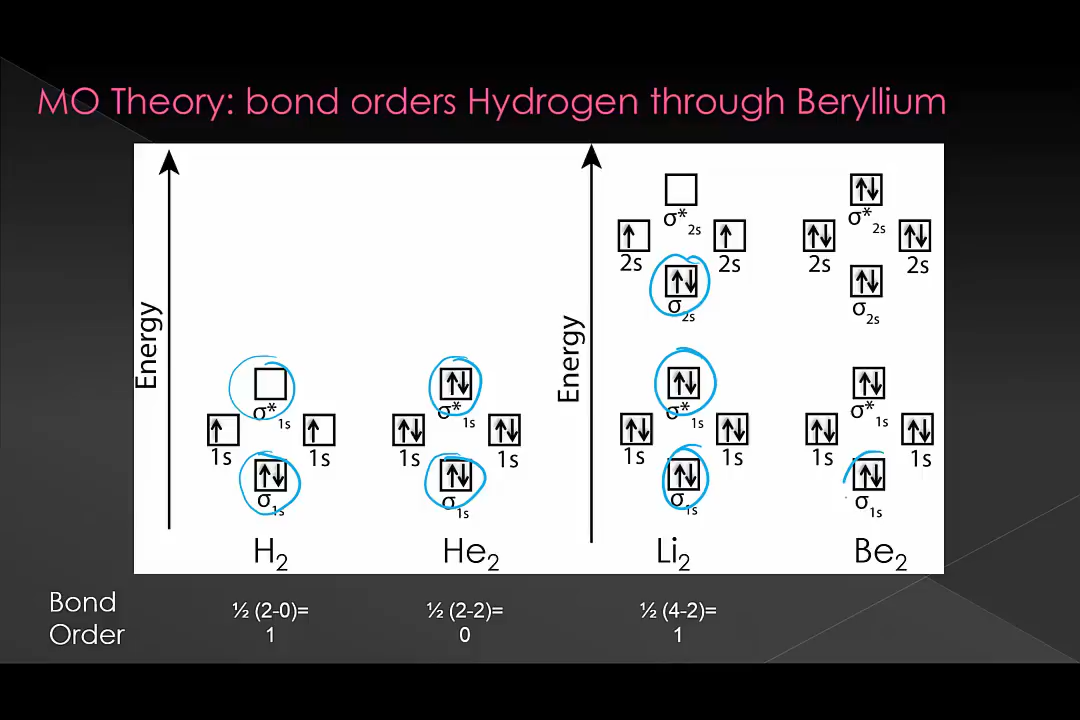 MO Theory: bond orders Hydrogen through Beryllium
Energy
Energy
σ*2s
σ*2s
2s 2s 2s 2s
σ2s
σ2s
σ*1s σ*1s σ*1s σ*1s
1s 1s 1s 1s 1s 1s 1s 1s
σ1s σ1s σ1s σ1s
H2 He2 Li2 Be2
Bond Order
½ (2-0)=
1
½ (2-2)=
0
½ (4-2)=
1